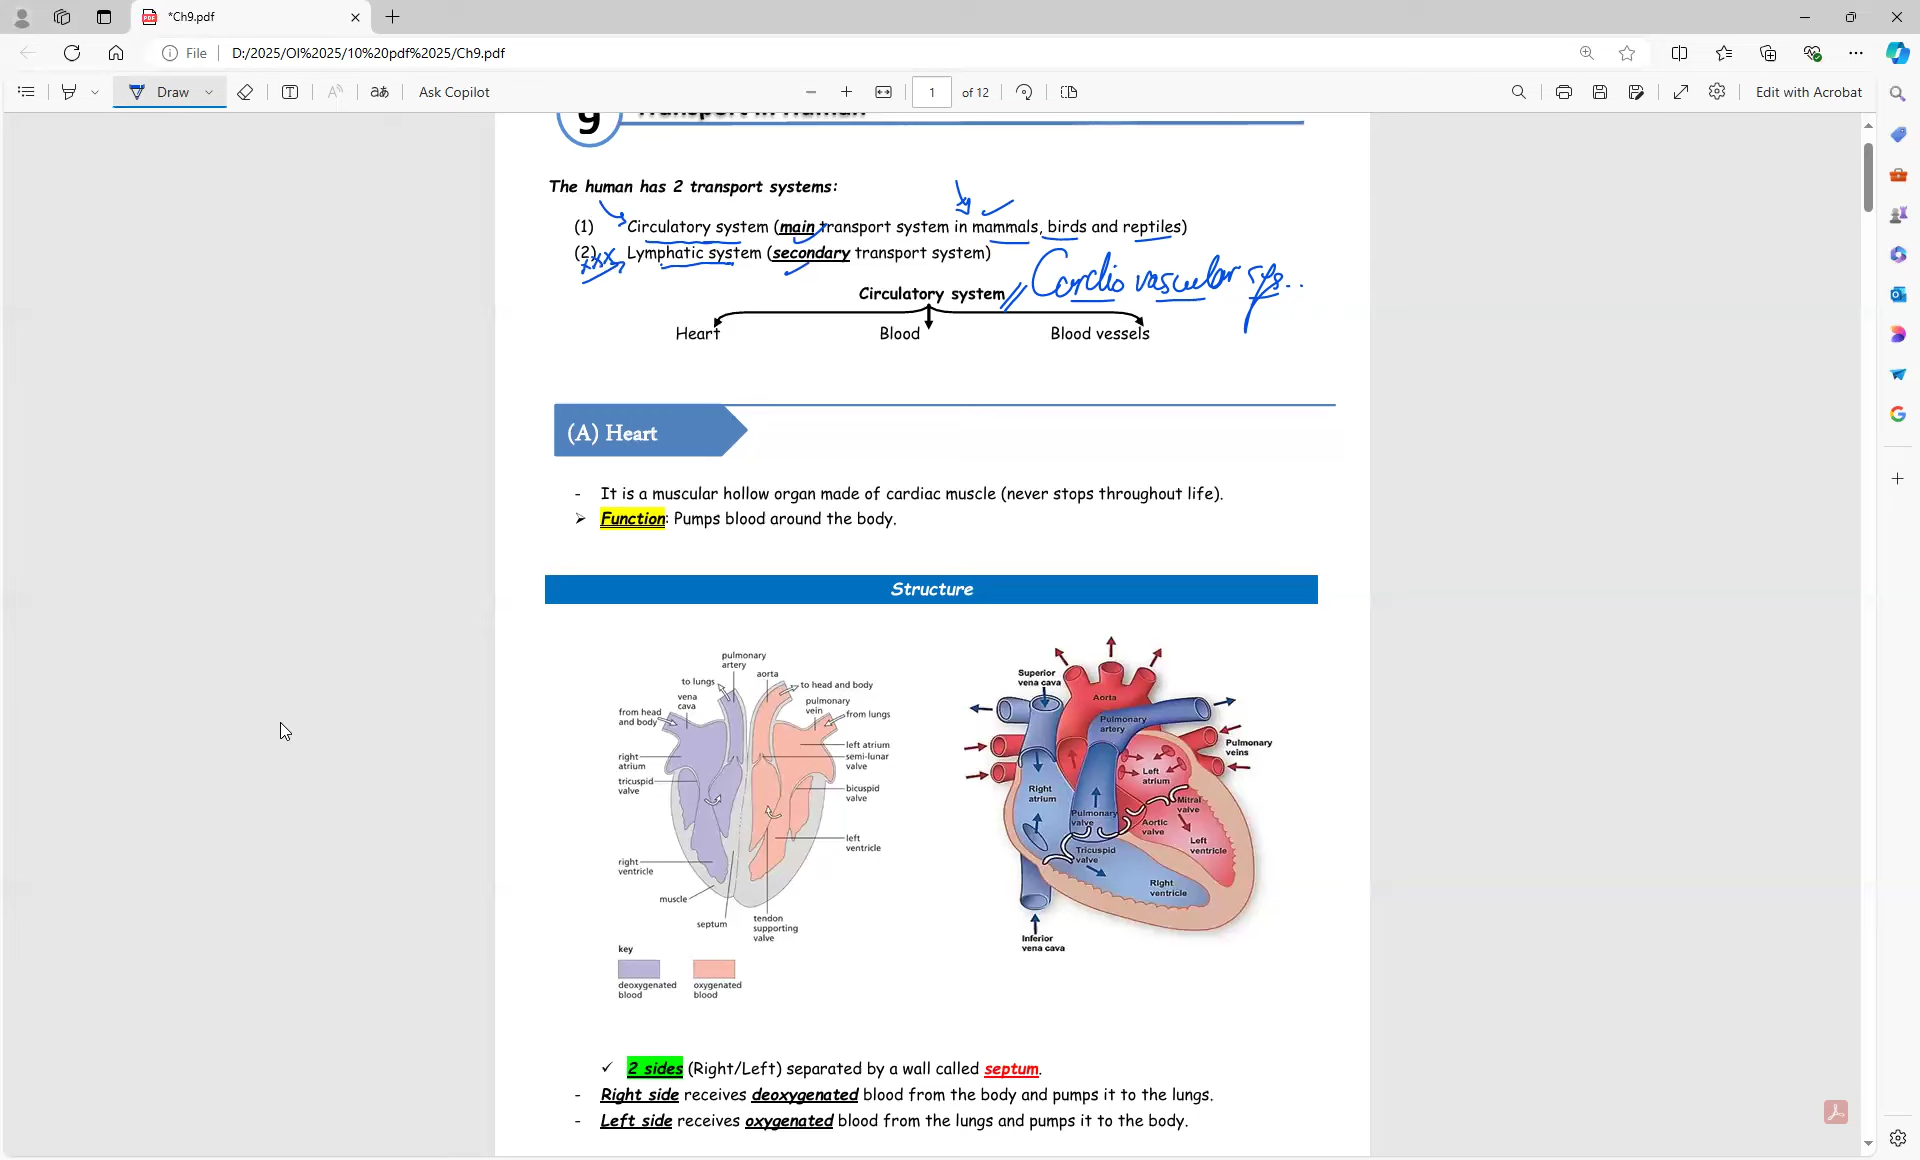 *Ch9.pdf
File D:/2025/OI%2025/10%20pdf%2025/Ch9.pdf
Draw
Ask Copilot
1 of 12
Edit with Acrobat
9 Transport in Human
The human has 2 transport systems:
(1) Circulatory system (main transport system in mammals, birds and reptiles)
(2) Lymphatic system (secondary transport system)
xxx
Cardio vascular sys..
Circulatory system
Heart Blood Blood vessels
(A) Heart
- It is a muscular hollow organ made of cardiac muscle (never stops throughout life).
➢ Function: Pumps blood around the body.
Structure
pulmonary
artery
aorta
to lungs
to head and body
vena
cava
pulmonary
vein
from head
and body
from lungs
left atrium
right
atrium
semi-lunar
valve
tricuspid
valve
bicuspid
valve
left
ventricle
right
ventricle
muscle
septum
tendon
supporting
valve
key
deoxygenated
blood
oxygenated
blood
Superior
vena cava
Aorta
Pulmonary
artery
Pulmonary
veins
Left
atrium
Right
atrium
Mitral
valve
Pulmonary
valve
Aortic
valve
Left
ventricle
Tricuspid
valve
Right
ventricle
Inferior
vena cava
✓ 2 sides (Right/Left) separated by a wall called septum.
- Right side receives deoxygenated blood from the body and pumps it to the lungs.
- Left side receives oxygenated blood from the lungs and pumps it to the body.